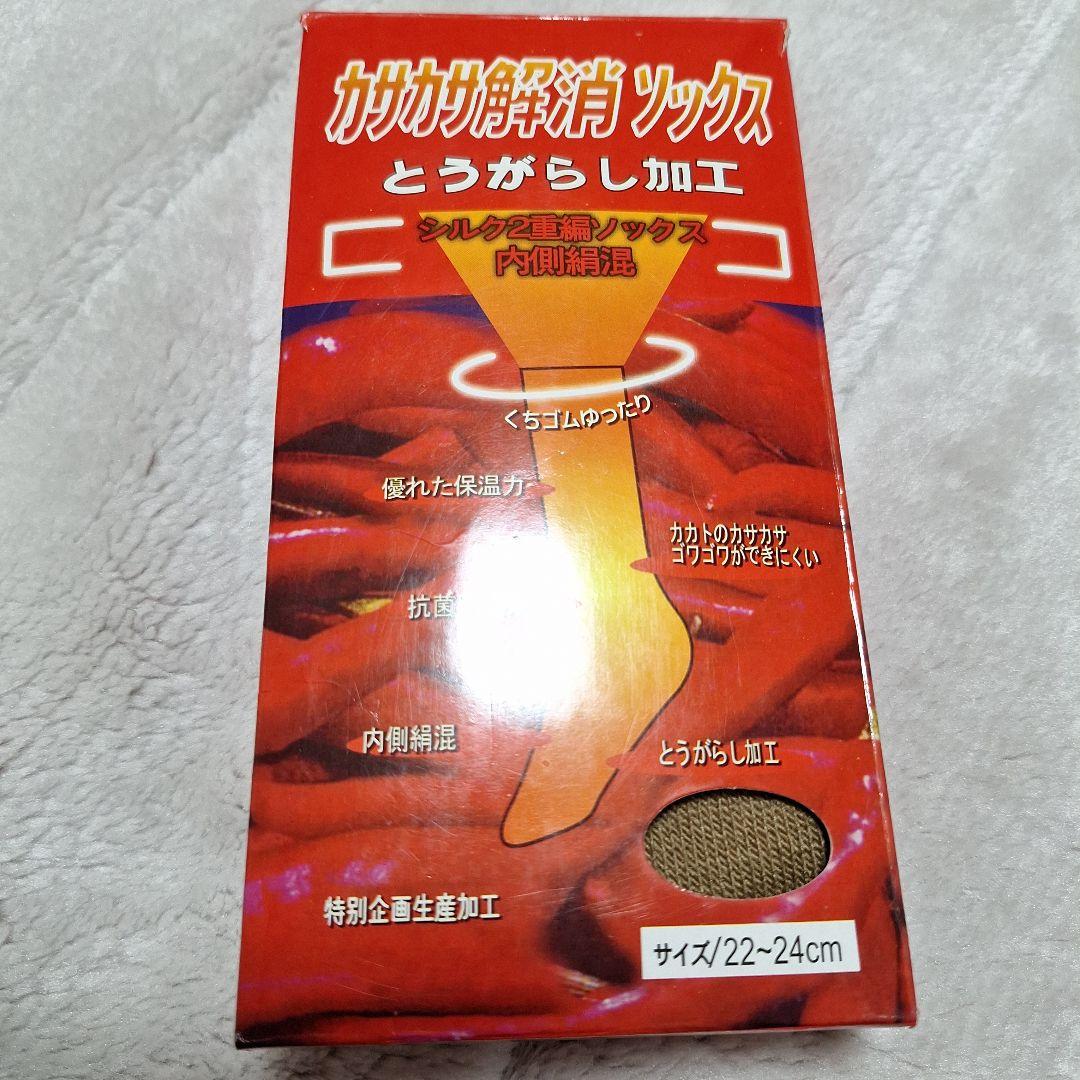 カサカサ解消ソックス
とうがらし加工
シルク2重編ソックス
内側絹混
くちゴムゆったり
優れた保温力
カカトのカサカサ
ゴワゴワができにくい
抗菌
内側絹混
とうがらし加工
特別企画生産加工
サイズ/22~24cm